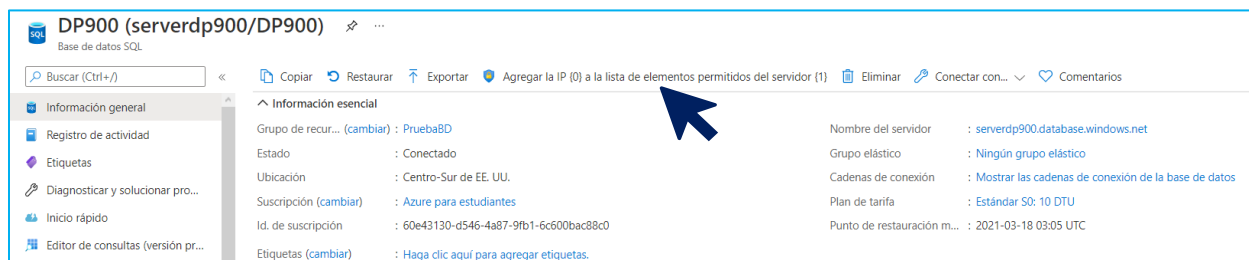 DP900 (serverdp900/DP900)
SQL
Base de datos SQL
Buscar (Ctrl+/)
Información general
Registro de actividad
Etiquetas
Diagnosticar y solucionar pro...
Inicio rápido
Editor de consultas (versión pr...
Copiar Restaurar Exportar Agregar la IP {0} a la lista de elementos permitidos del servidor {1} Eliminar Conectar con... Comentarios
Información esencial
Grupo de recur... (cambiar) : PruebaBD
Estado : Conectado
Ubicación : Centro-Sur de EE. UU.
Suscripción (cambiar) : Azure para estudiantes
Id. de suscripción : 60e43130-d546-4a87-9fb1-6c600bac88c0
Etiquetas (cambiar) : Haga clic aquí para agregar etiquetas.
Nombre del servidor : serverdp900.database.windows.net
Grupo elástico : Ningún grupo elástico
Cadenas de conexión : Mostrar las cadenas de conexión de la base de datos
Plan de tarifa : Estándar S0: 10 DTU
Punto de restauración m... : 2021-03-18 03:05 UTC